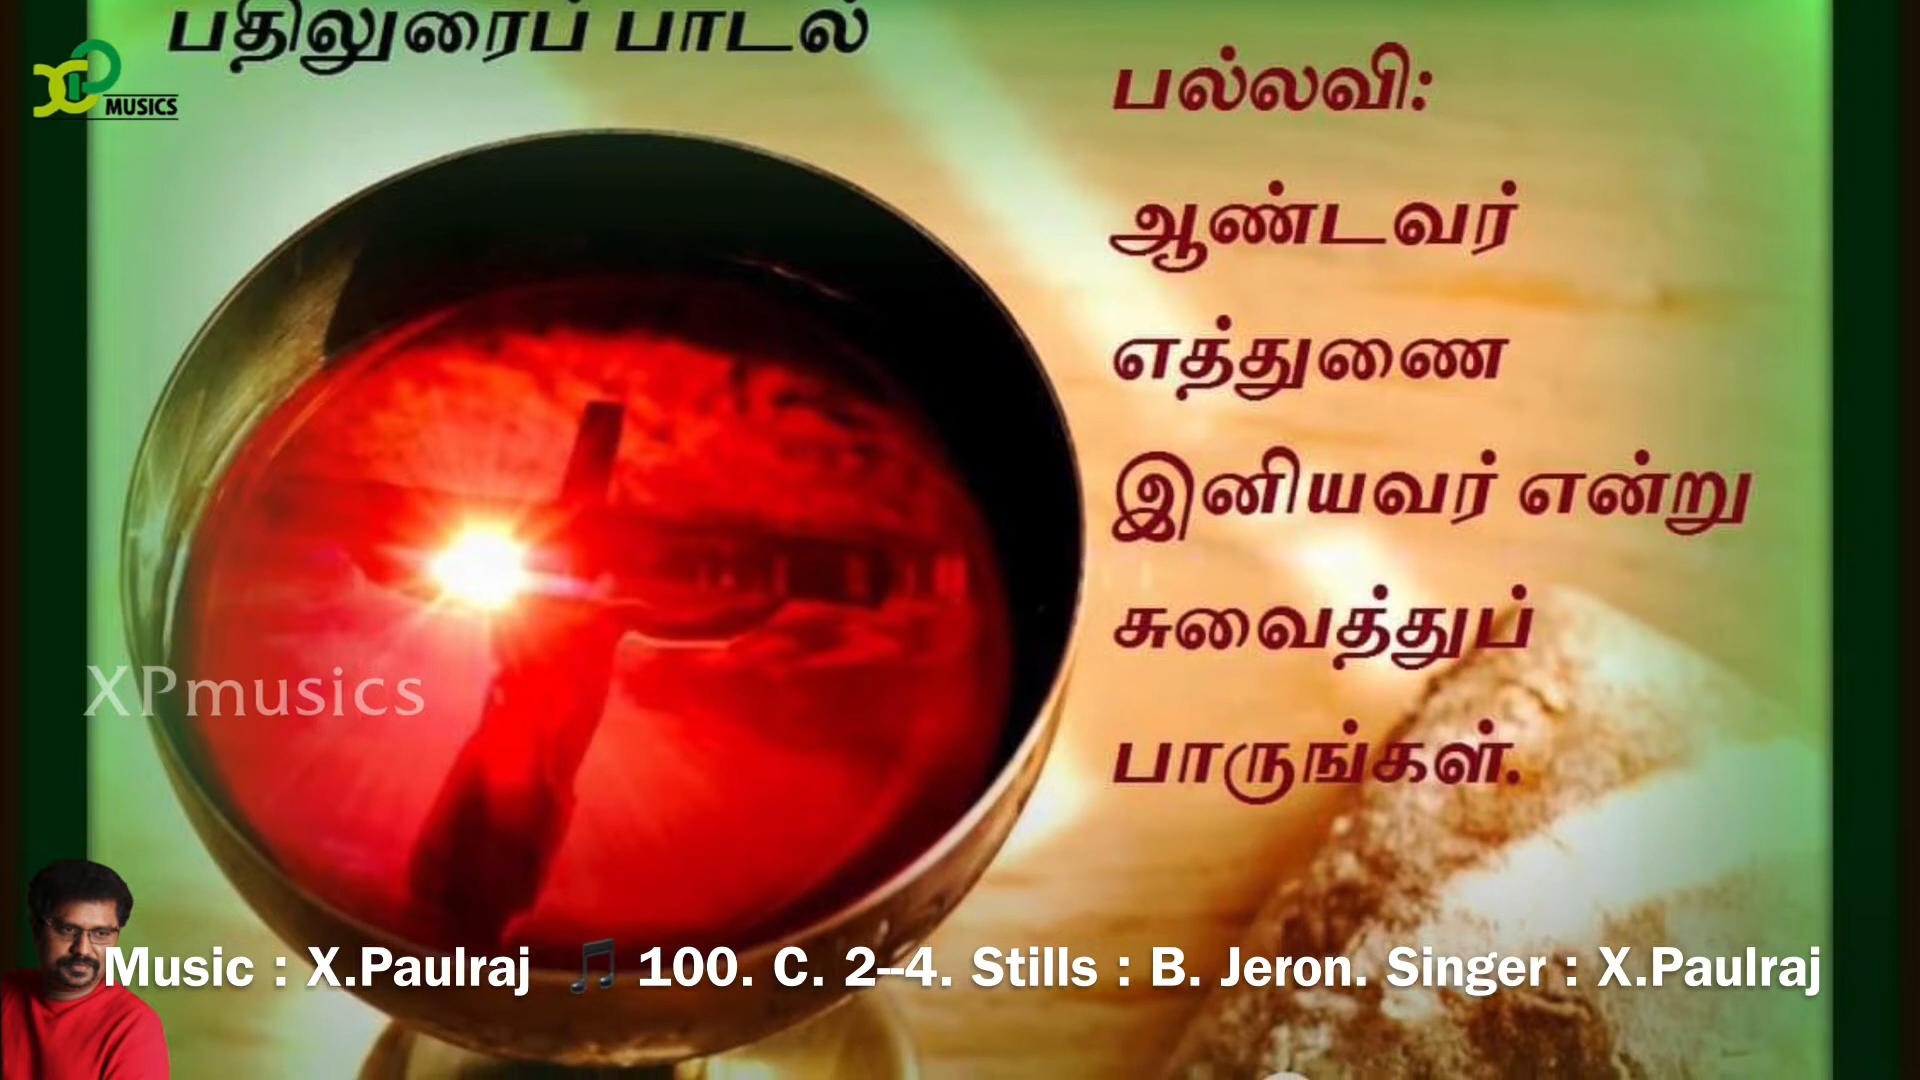 பதிலுரைப் பாடல்
பல்லவி:
XP MUSICS
ஆண்டவர்
எத்துணை
இனியவர் என்று
சுவைத்துப்
XPmusics
பாருங்கள்.
Music : X.Paulraj 🎵 100. C. 2–4. Stills : B. Jeron. Singer : X.Paulraj